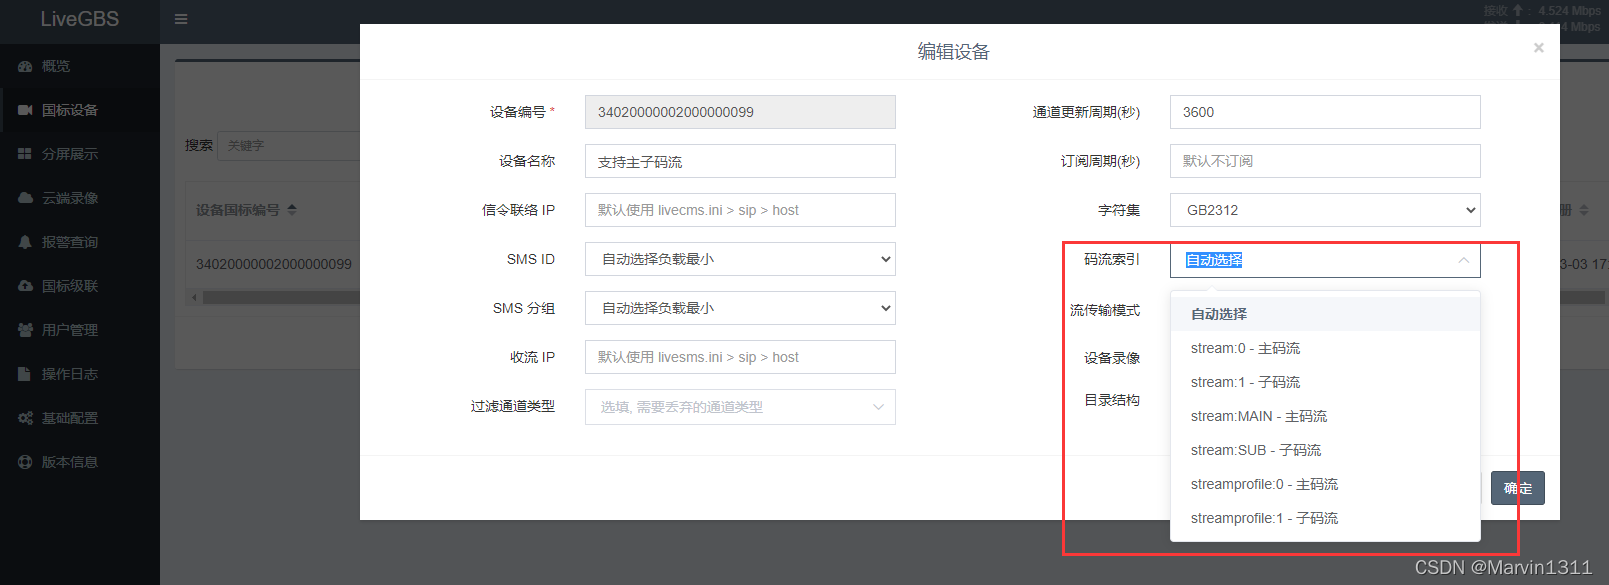 LiveGBS
接收 : 4.524 Mbps
Mbps
概览
国标设备
分屏展示
云端录像
报警查询
国标级联
用户管理
操作日志
基础配置
版本信息
搜索 关键字
设备国标编号
34020000002000000099
册
3-03 17:
编辑设备
×
设备编号 * 34020000002000000099
设备名称 支持主子码流
信令联络 IP 默认使用 livecms.ini > sip > host
SMS ID 自动选择负载最小
SMS 分组 自动选择负载最小
收流 IP 默认使用 livesms.ini > sip > host
过滤通道类型 选填, 需要丢弃的通道类型
通道更新周期(秒) 3600
订阅周期(秒) 默认不订阅
字符集 GB2312
码流索引 自动选择
流传输模式
设备录像
目录结构
自动选择
stream:0 - 主码流
stream:1 - 子码流
stream:MAIN - 主码流
stream:SUB - 子码流
streamprofile:0 - 主码流
streamprofile:1 - 子码流
确定
CSDN @Marvin1311